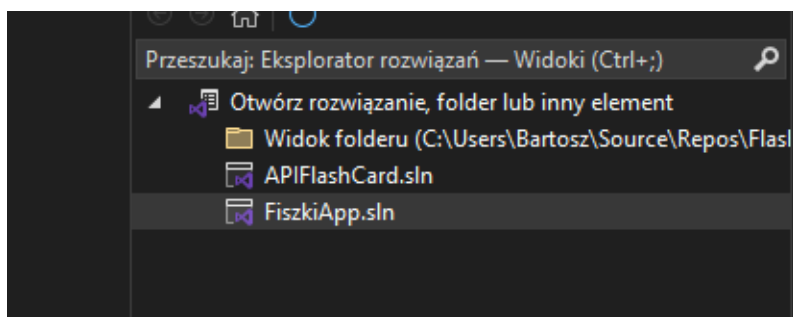 Przeszukaj: Eksplorator rozwiązań — Widoki (Ctrl+;)
Otwórz rozwiązanie, folder lub inny element
Widok folderu (C:\Users\Bartosz\Source\Repos\Flas
APIFlashCard.sln
FiszkiApp.sln